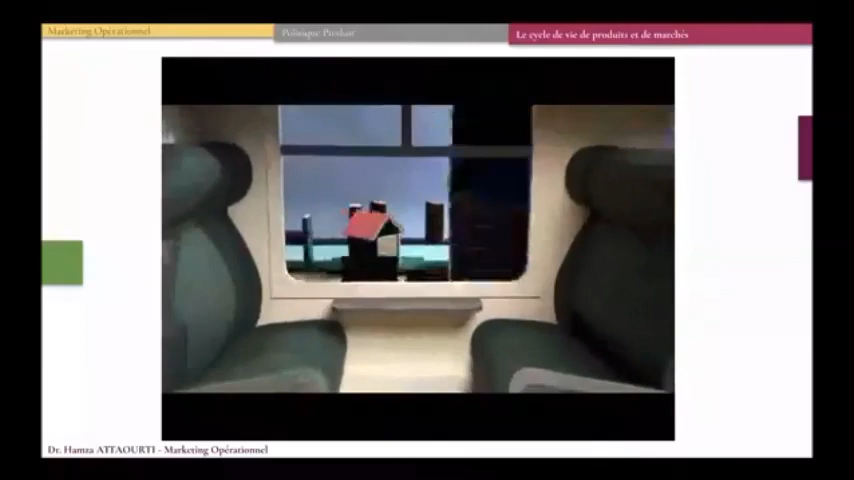 Marketing Opérationnel
Politique Produit
Le cycle de vie de produits et de marchés
Dr. Hamza ATTAOURTI - Marketing Opérationnel